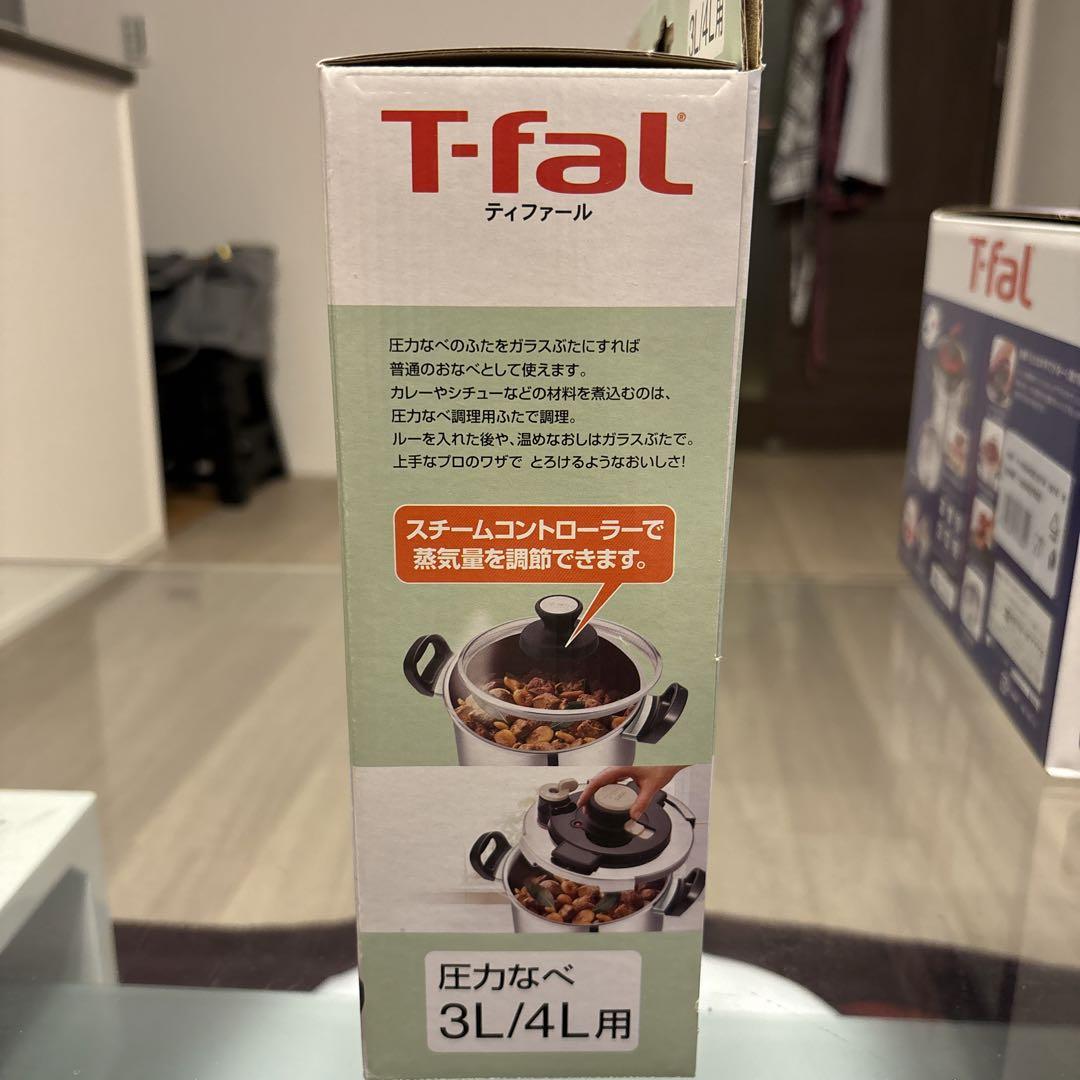 3L/4L用
T-fal®
ティファール
圧力なべのふたをガラスぶたにすれば
普通のおなべとして使えます。
カレーやシチューなどの材料を煮込むのは、
圧力なべ調理用ふたで調理。
ルーを入れた後や、温めなおしはガラスぶたで。
上手なプロのワザで とろけるようなおいしさ!
スチームコントローラーで
蒸気量を調節できます。
圧力なべ
3L/4L用
T-fal